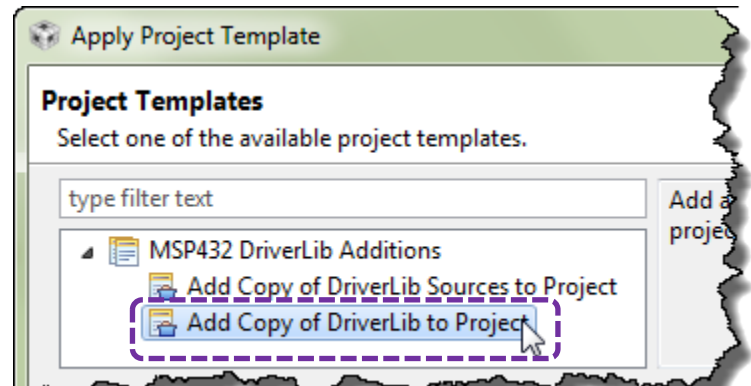 Apply Project Template
Project Templates
Select one of the available project templates.
type filter text
Add a
MSP432 DriverLib Additions
Add Copy of DriverLib Sources to Project
Add Copy of DriverLib to Project